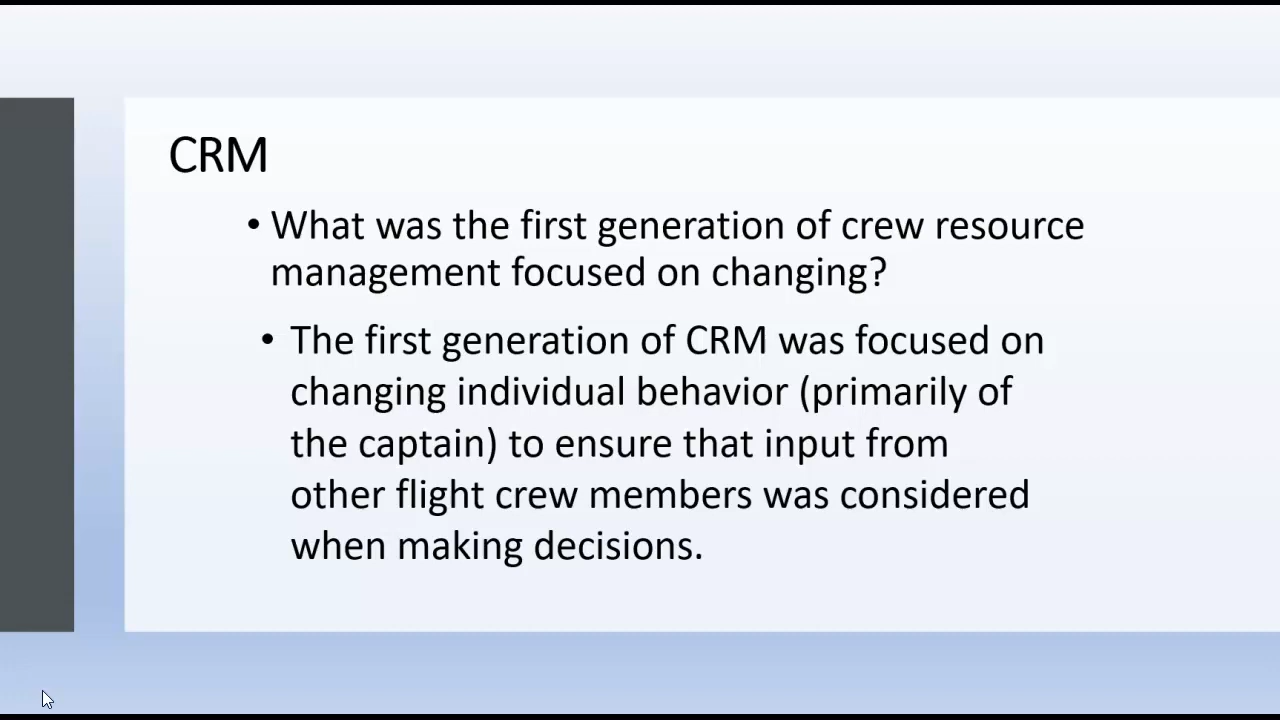 CRM
• What was the first generation of crew resource
management focused on changing?
• The first generation of CRM was focused on
changing individual behavior (primarily of
the captain) to ensure that input from
other flight crew members was considered
when making decisions.